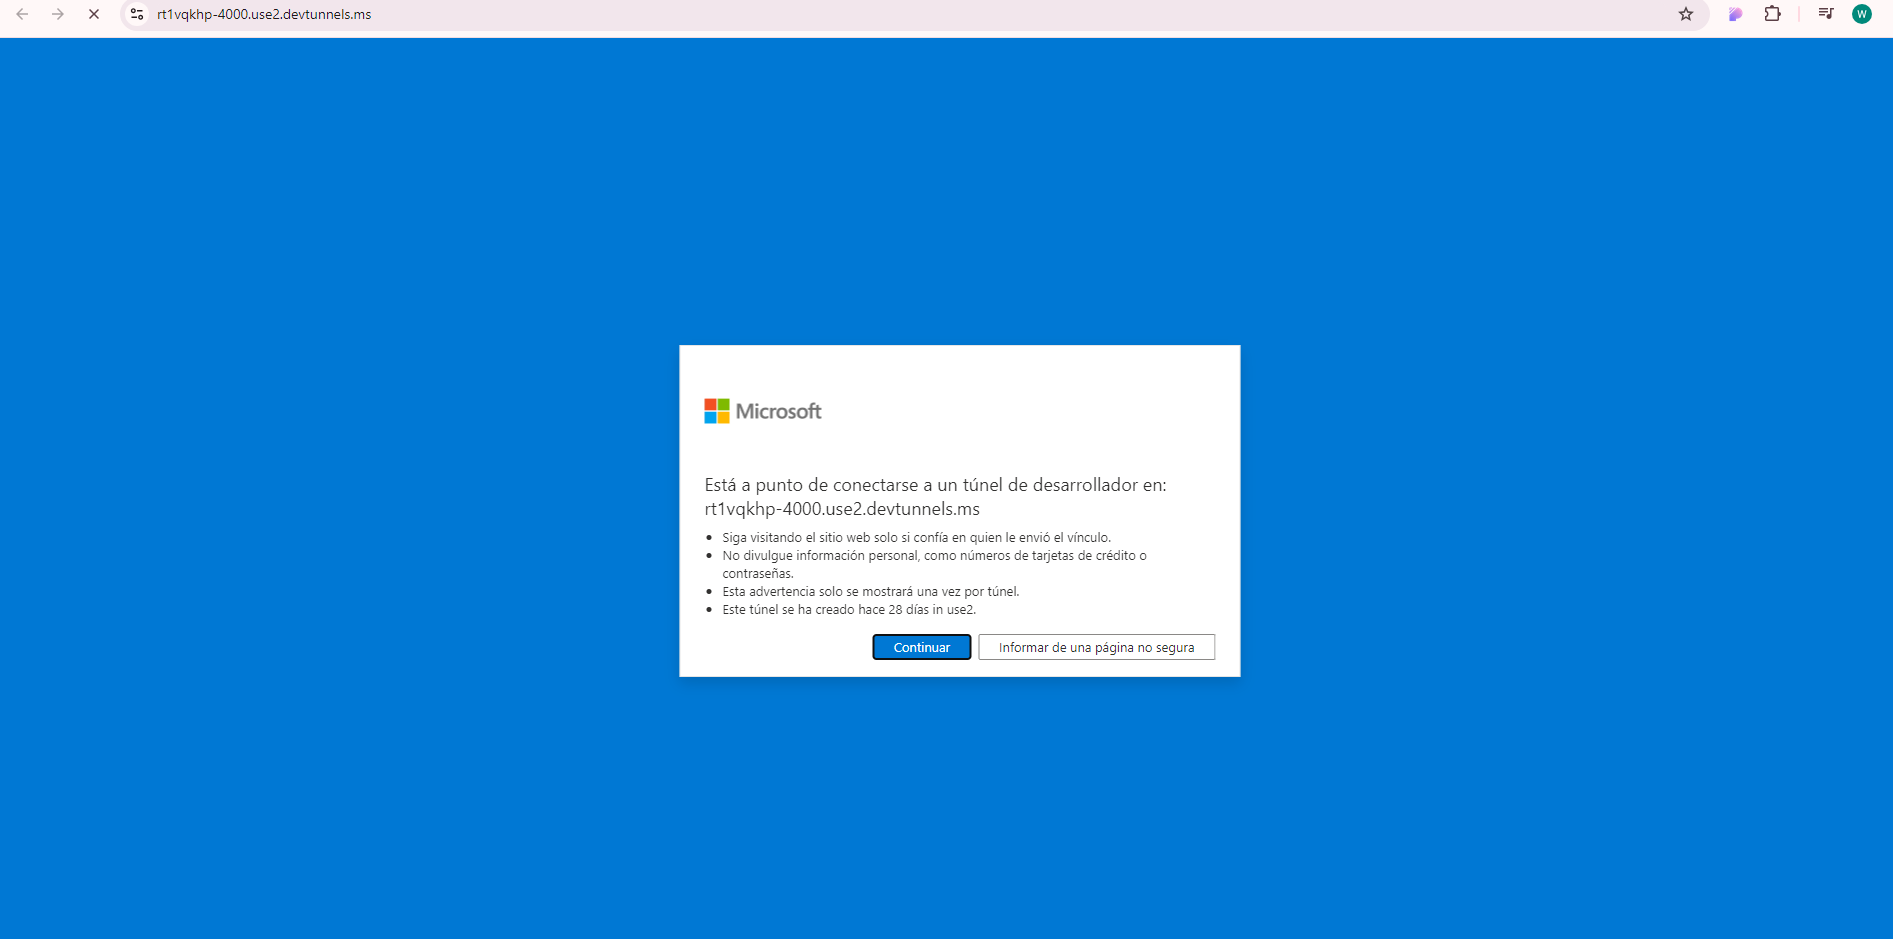 rt1vqkhp-4000.use2.devtunnels.ms
W
Microsoft
Está a punto de conectarse a un túnel de desarrollador en:
rt1vqkhp-4000.use2.devtunnels.ms
Siga visitando el sitio web solo si confía en quien le envió el vínculo.
No divulgue información personal, como números de tarjetas de crédito o
contraseñas.
Esta advertencia solo se mostrará una vez por túnel.
Este túnel se ha creado hace 28 días in use2.
Continuar
Informar de una página no segura